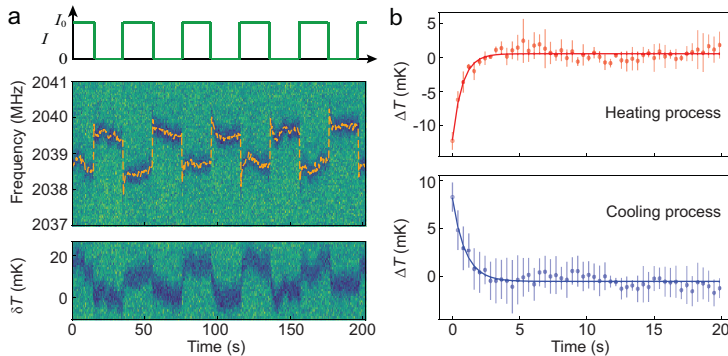 a
I₀
I
0
Frequency (MHz)
2041
2040
2039
2038
2037
δT (mK)
20
0
0 50 100 150 200
Time (s)
b
ΔT (mK)
5
0
-5
-10
Heating process
ΔT (mK)
10
5
0
Cooling process
0 5 10 15 20
Time (s)